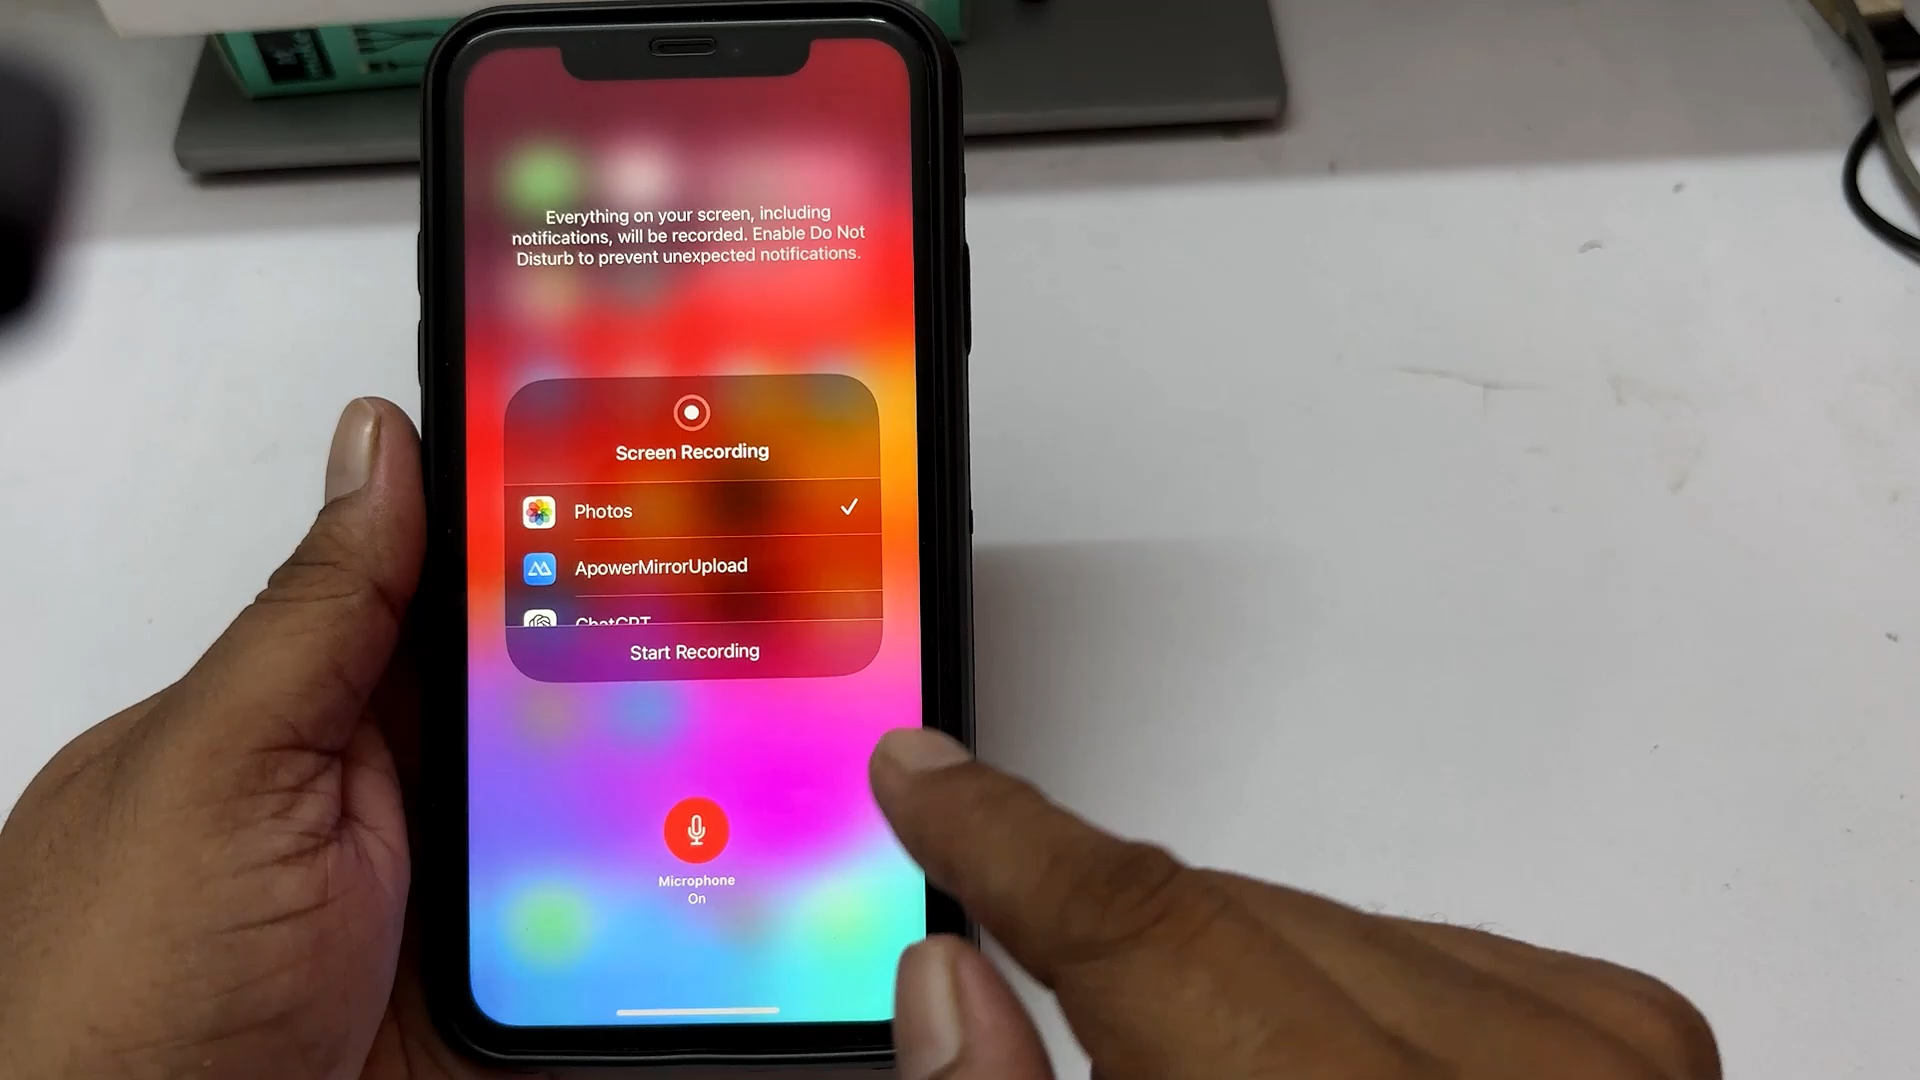 Everything on your screen, including
notifications, will be recorded. Enable Do Not
Disturb to prevent unexpected notifications.
Screen Recording
Photos
ApowerMirrorUpload
ChatGPT
Start Recording
Microphone
On